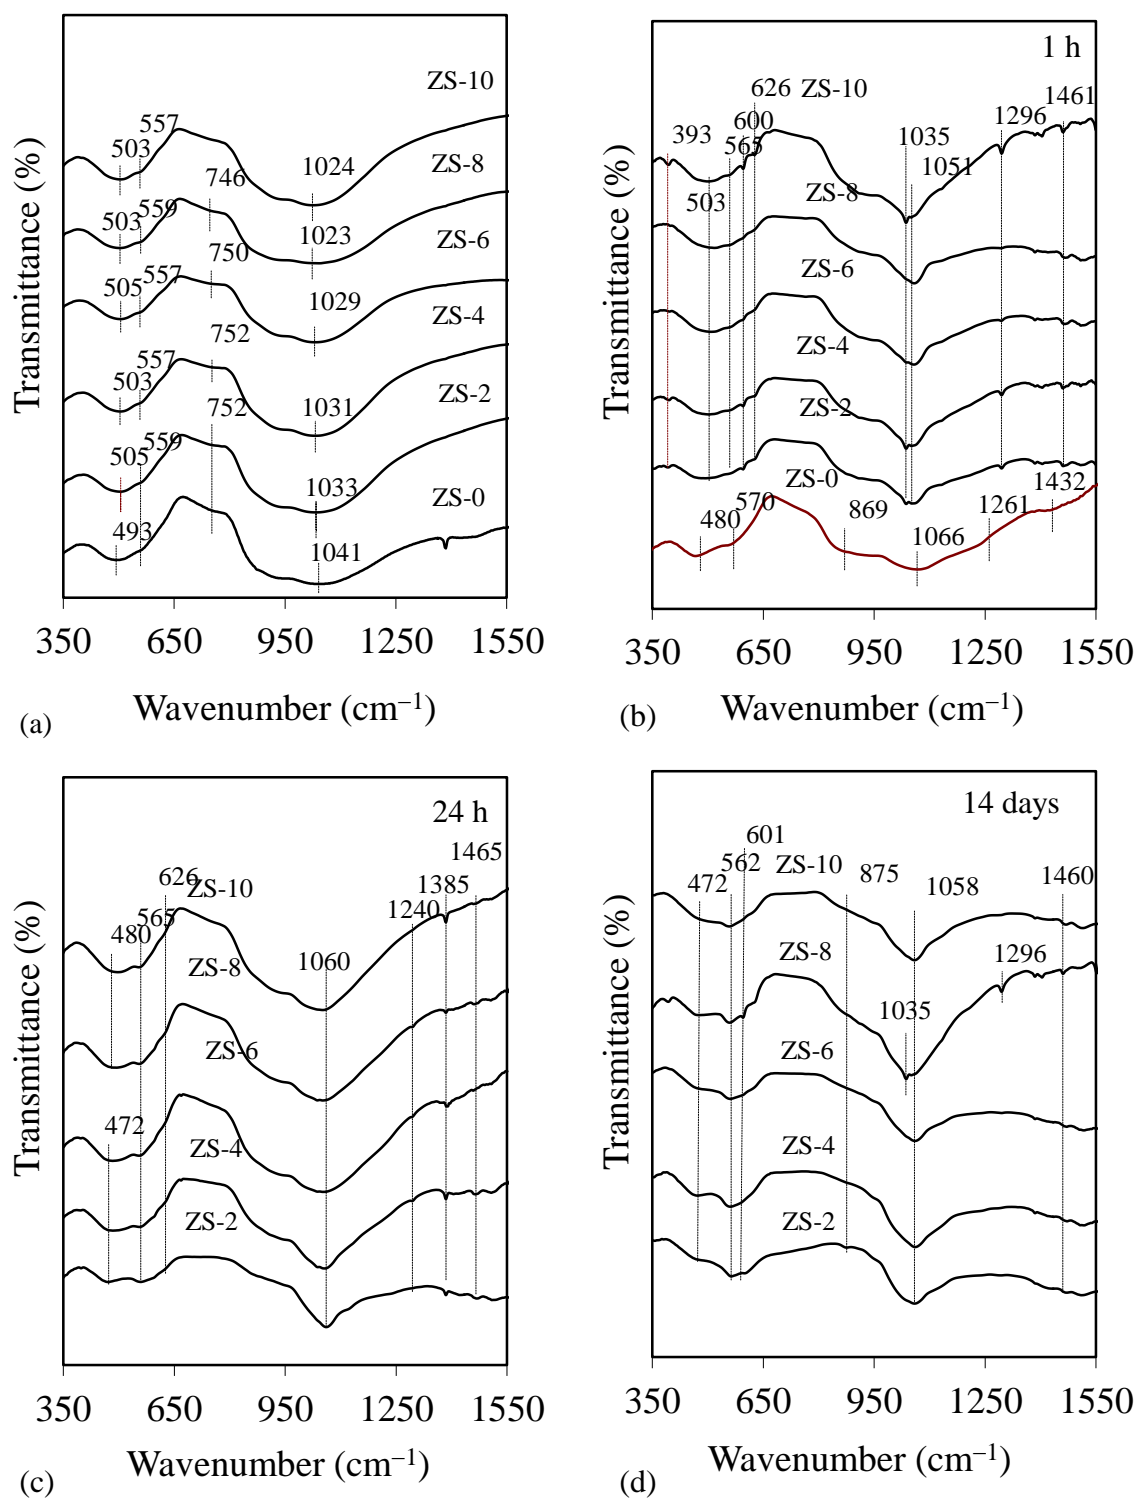 ZS-10
557
503
1024
ZS-8
746
559
503
1023
ZS-6
750
557
505
1029
ZS-4
752
557
503
1031
ZS-2
752
559
505
1033
ZS-0
493
1041
Transmittance (%)
350 650 950 1250 1550
Wavenumber (cm⁻¹)
(a)
1 h
626 ZS-10
1461
600
1296
393
565
1035
1051
503
ZS-8
ZS-6
ZS-4
ZS-2
ZS-0
1432
570
1261
480
869
1066
Transmittance (%)
350 650 950 1250 1550
Wavenumber (cm⁻¹)
(b)
24 h
1465
626
ZS-10
1385
565
1240
480
ZS-8
1060
ZS-6
472
ZS-4
ZS-2
Transmittance (%)
350 650 950 1250 1550
Wavenumber (cm⁻¹)
(c)
14 days
601
562 ZS-10
472
875
1058
1460
ZS-8
1296
1035
ZS-6
ZS-4
ZS-2
Transmittance (%)
350 650 950 1250 1550
Wavenumber (cm⁻¹)
(d)